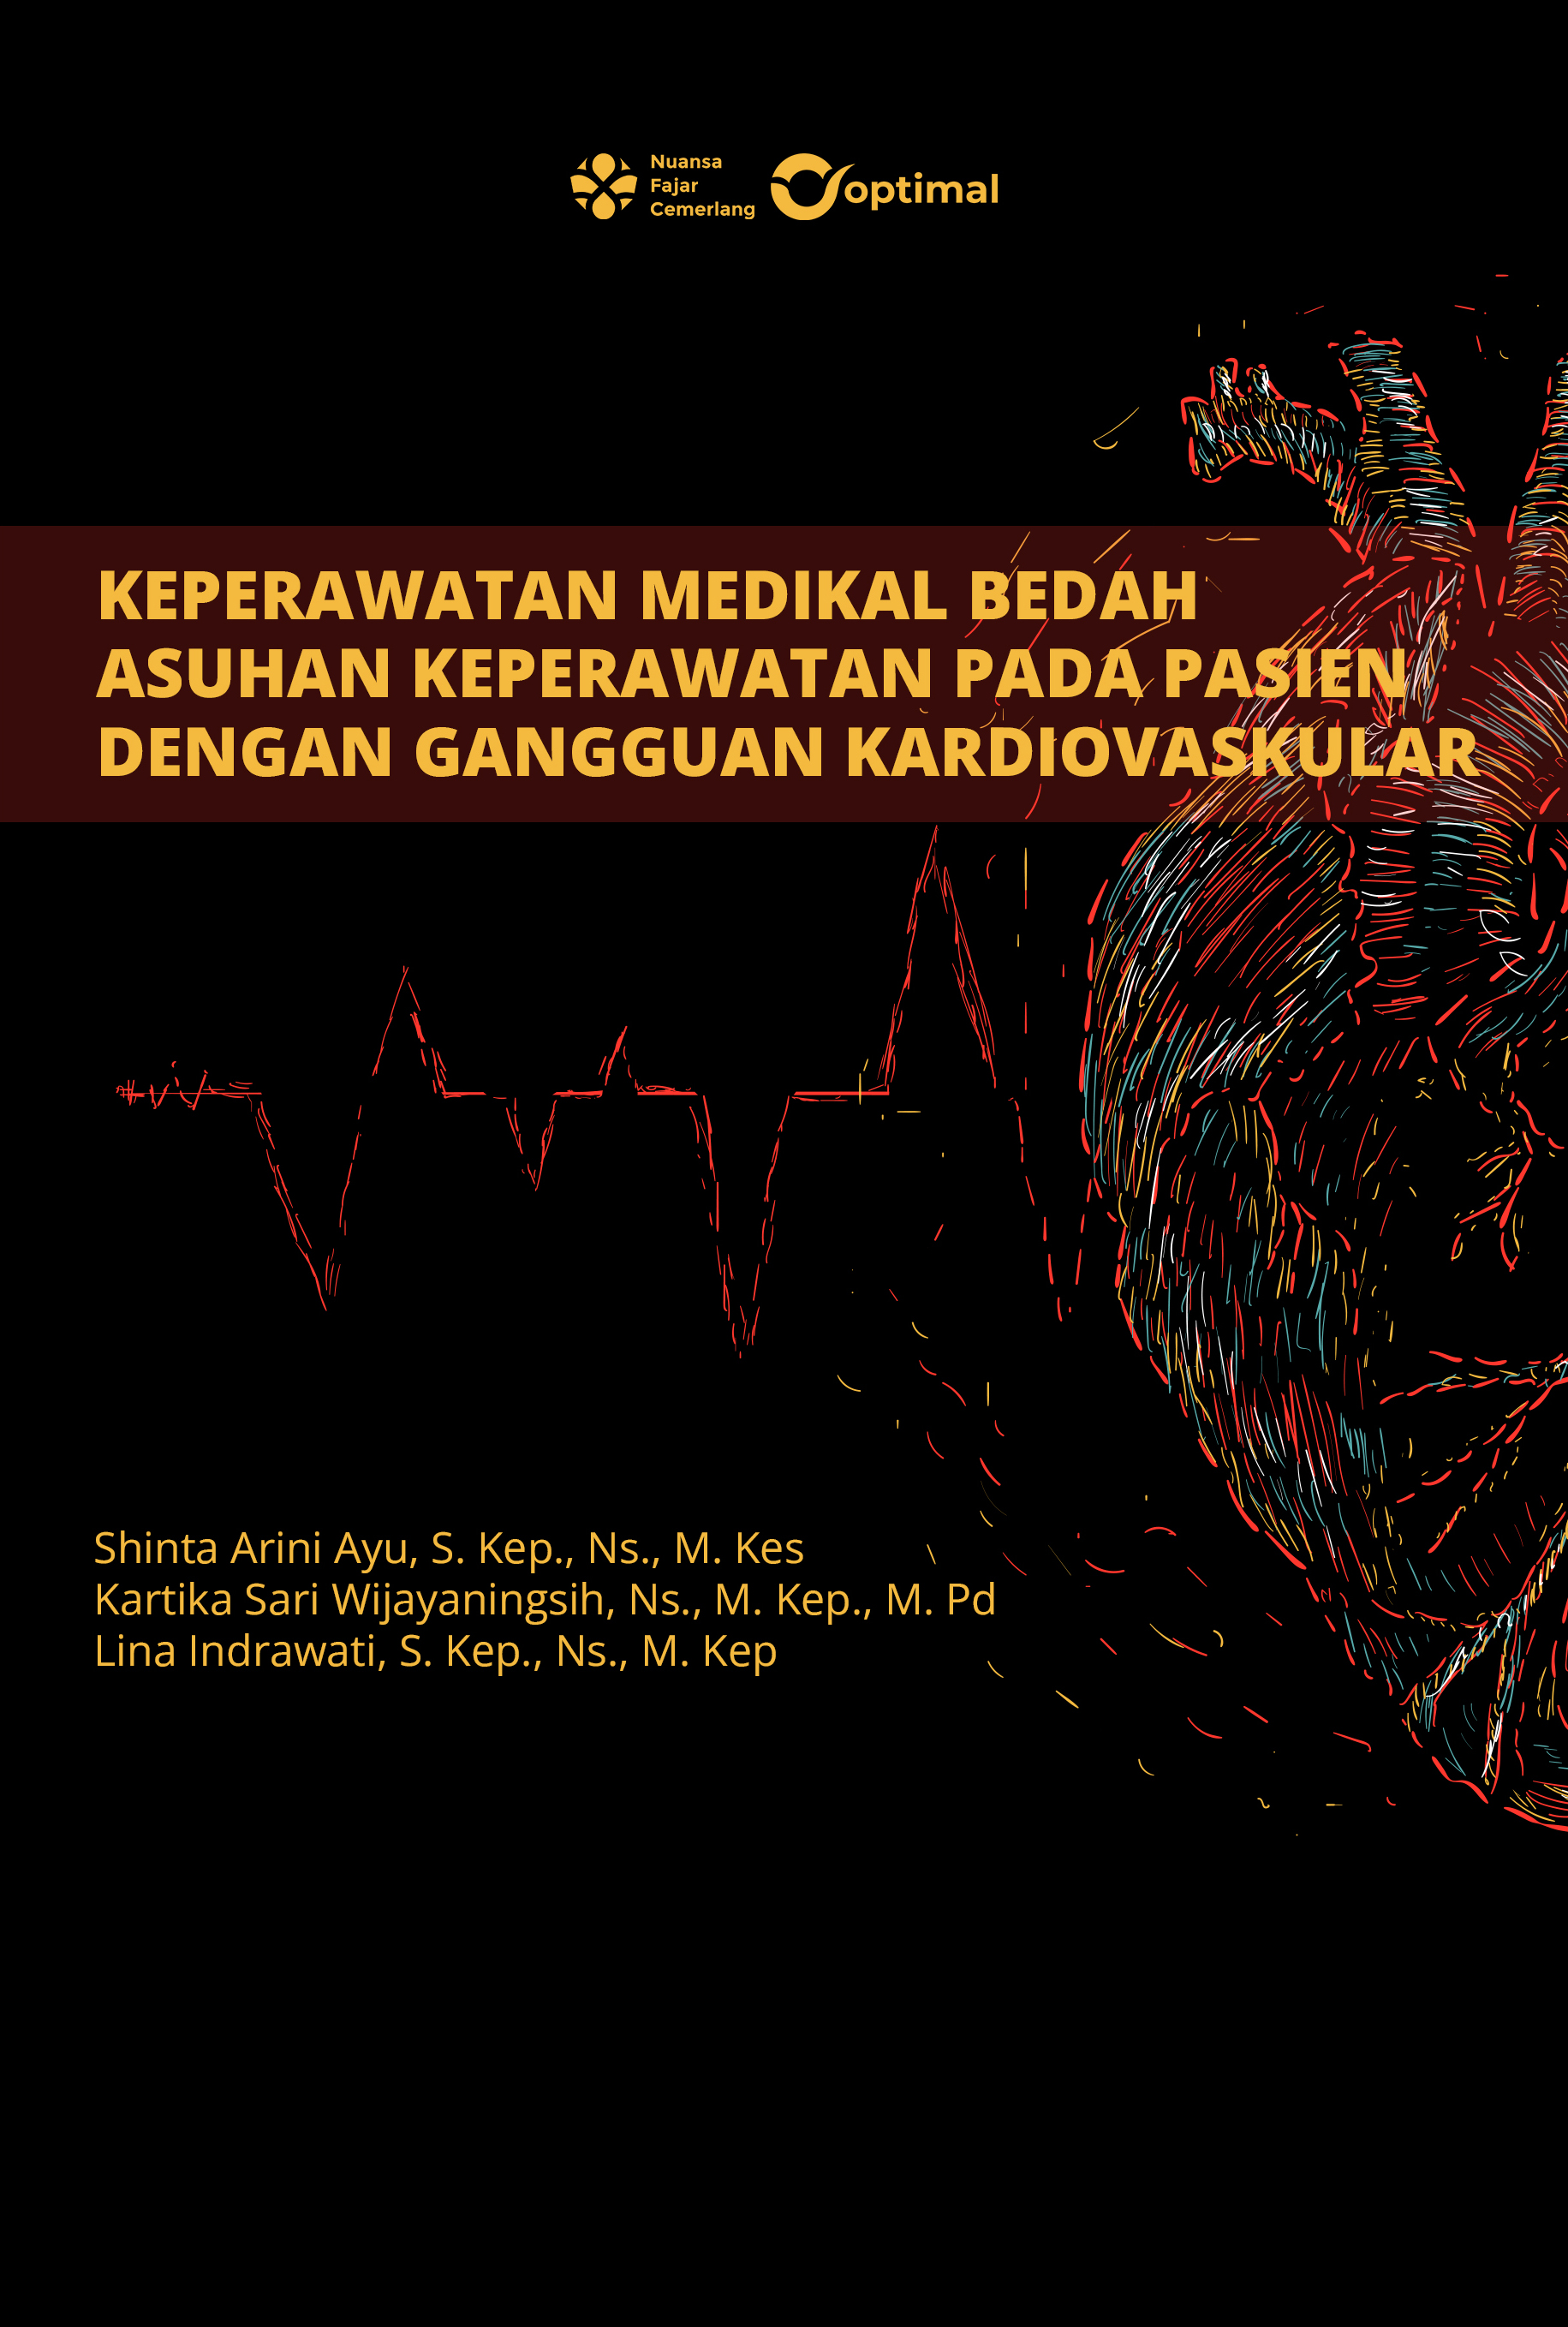 Nuansa
Fajar
Cemerlang
optimal
KEPERAWATAN MEDIKAL BEDAH
ASUHAN KEPERAWATAN PADA PASIEN
DENGAN GANGGUAN KARDIOVASKULAR
Shinta Arini Ayu, S. Kep., Ns., M. Kes
Kartika Sari Wijayaningsih, Ns., M. Kep., M. Pd
Lina Indrawati, S. Kep., Ns., M. Kep